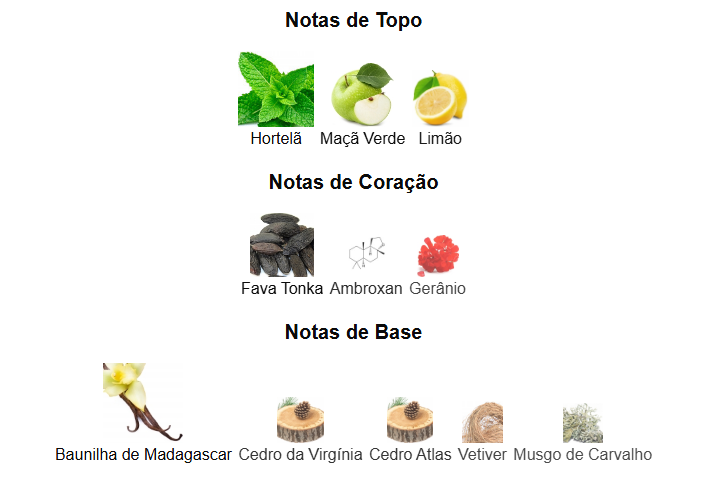 Notas de Topo
Hortelã Maçã Verde Limão
Notas de Coração
Fava Tonka Ambroxan Gerânio
Notas de Base
Baunilha de Madagascar Cedro da Virgínia Cedro Atlas Vetiver Musgo de Carvalho